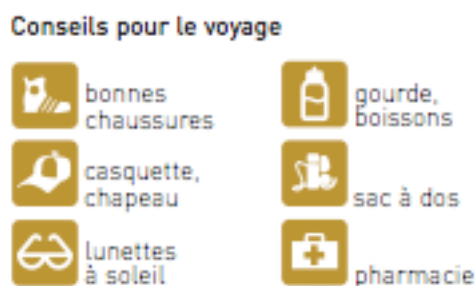 Conseils pour le voyage
bonnes
chaussures
gourde,
boissons
casquette,
chapeau
sac à dos
lunettes
à soleil
pharmacie